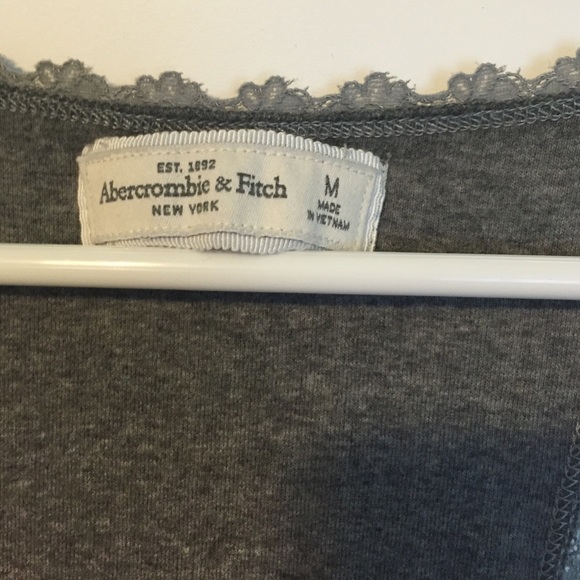 EST. 1892
Abercrombie & Fitch
NEW YORK
M
MADE
IN VIETNAM